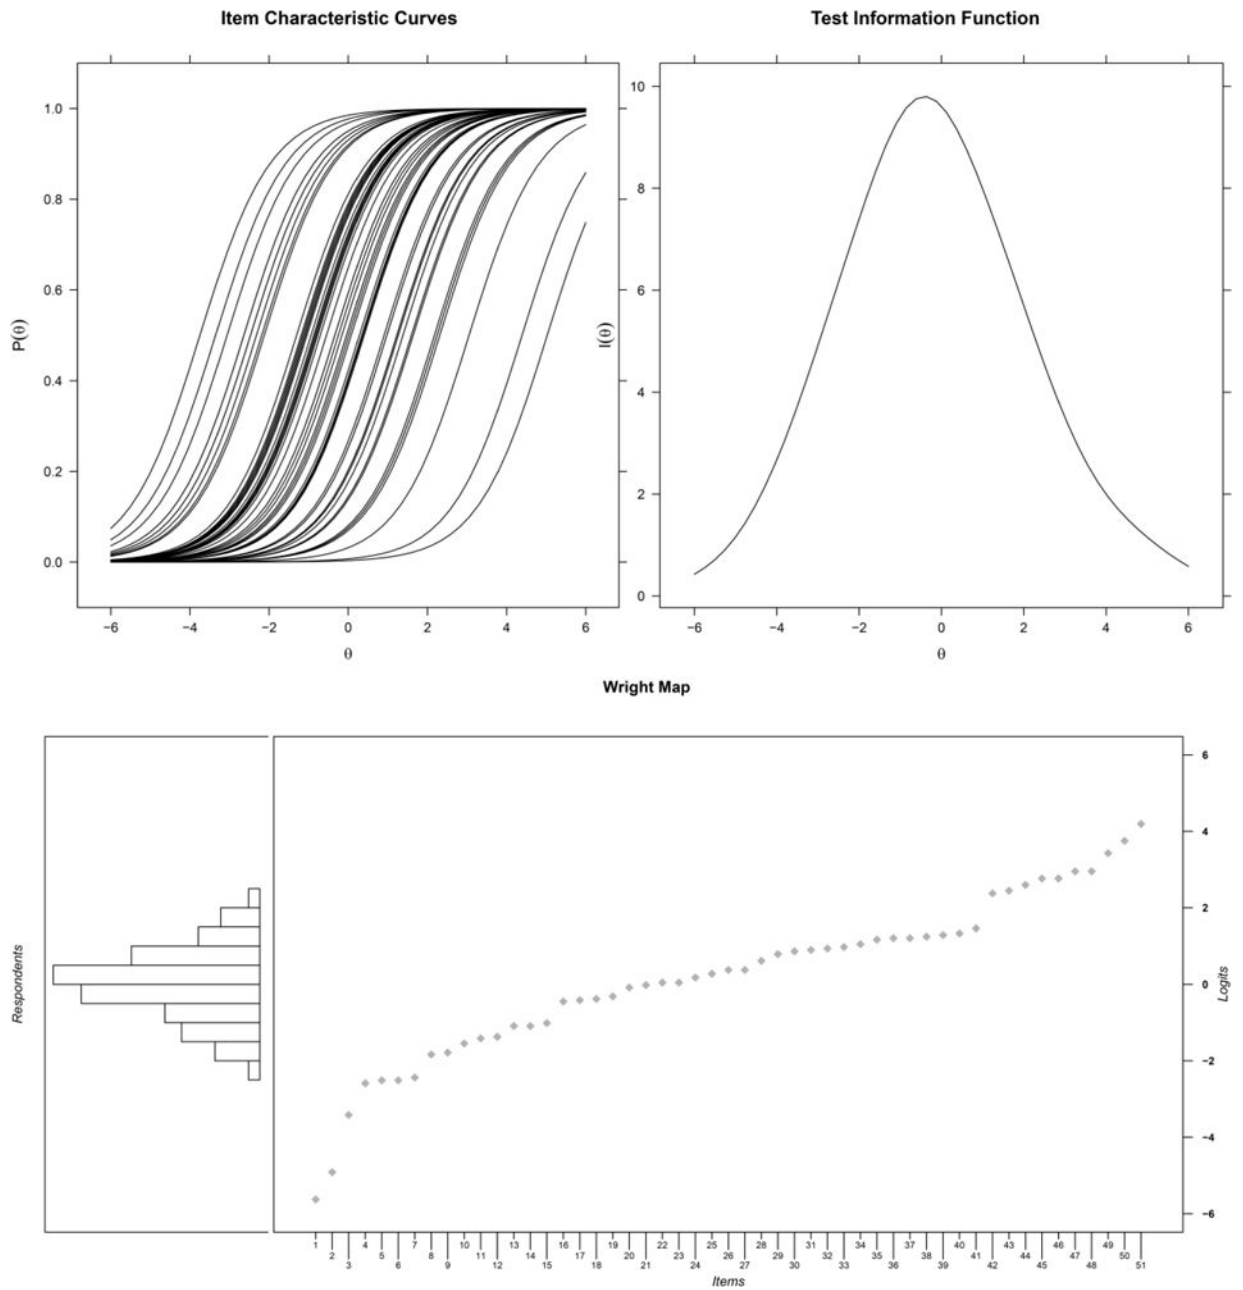 Item Characteristic Curves
Test Information Function
1.0
0.8
0.6
0.4
0.2
0.0
P(θ)
−6 −4 −2 0 2 4 6
θ
10
8
6
4
2
0
I(θ)
−6 −4 −2 0 2 4 6
θ
Wright Map
Respondents
6
4
2
0
−2
−4
−6
Logits
1 4 7 10 13 16 19 22 25 28 31 34 37 40 43 46 49
2 5 8 11 14 17 20 23 26 29 32 35 38 41 44 47 50
3 6 9 12 15 18 21 24 27 30 33 36 39 42 45 48 51
Items